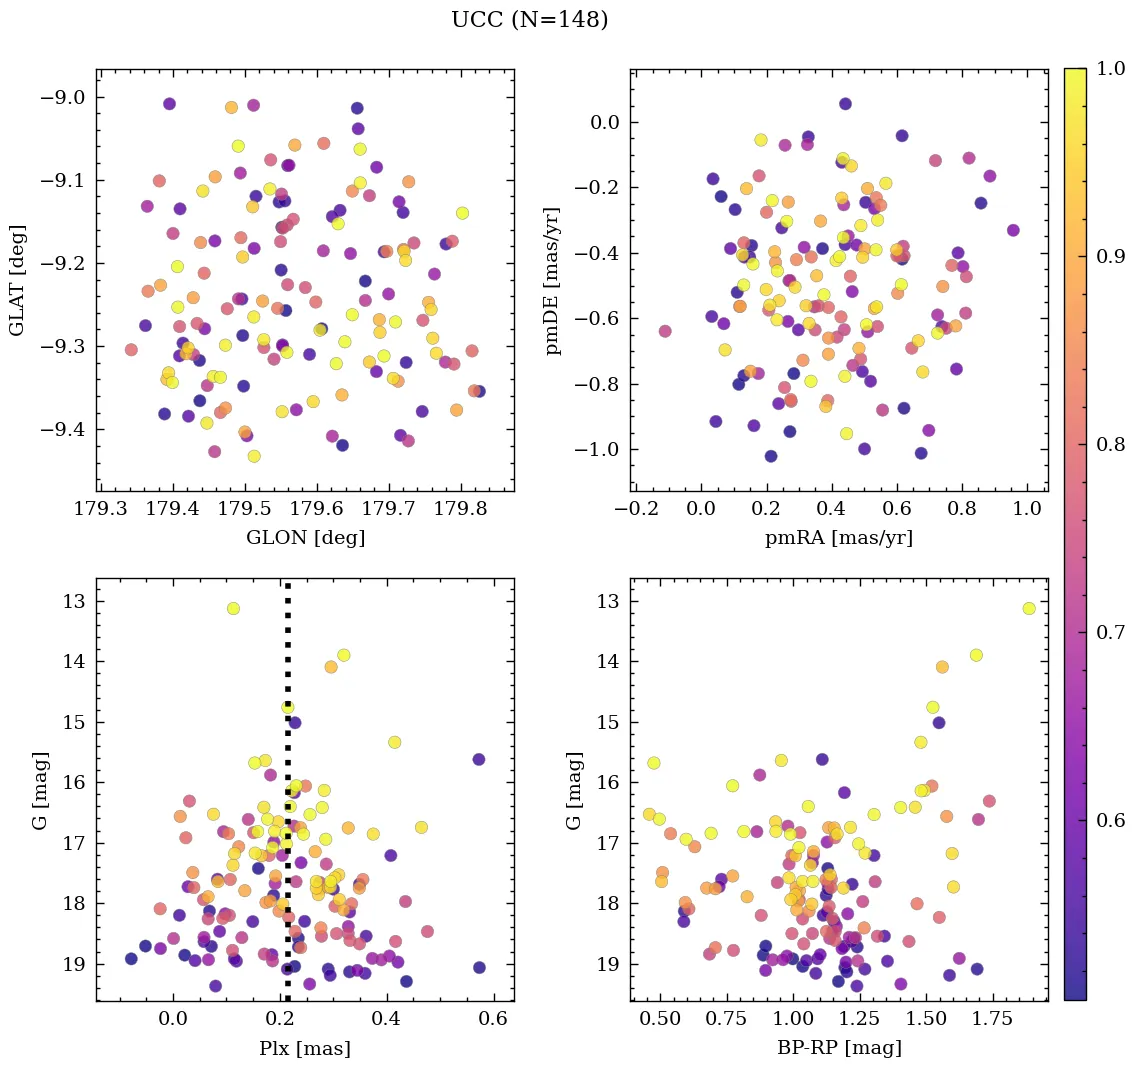 UCC (N=148)
−9.0
−9.1
−9.2
−9.3
−9.4
GLAT [deg]
179.3 179.4 179.5 179.6 179.7 179.8
GLON [deg]
0.0
−0.2
−0.4
−0.6
−0.8
−1.0
pmDE [mas/yr]
−0.2 0.0 0.2 0.4 0.6 0.8 1.0
pmRA [mas/yr]
13
14
15
16
17
18
19
G [mag]
0.0 0.2 0.4 0.6
Plx [mas]
13
14
15
16
17
18
19
G [mag]
0.50 0.75 1.00 1.25 1.50 1.75
BP-RP [mag]
1.0
0.9
0.8
0.7
0.6